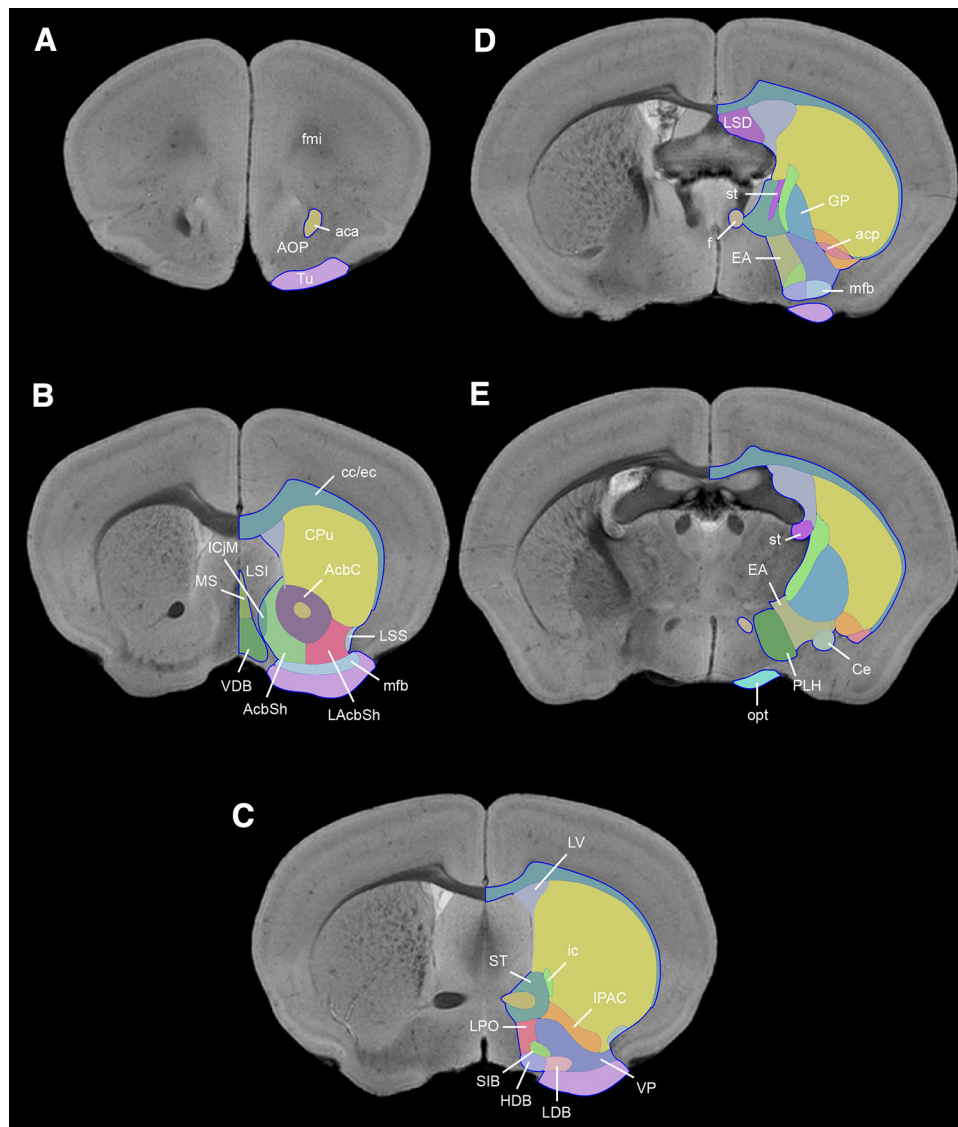 A
fmi
aca
AOP
Tu
D
LSD
st
GP
f
acp
EA
mfb
B
cc/ec
CPu
ICjM
LSI
AcbC
MS
LSS
VDB
mfb
AcbSh
LAcbSh
E
st
EA
Ce
PLH
opt
C
LV
ST
ic
IPAC
LPO
SIB
VP
HDB
LDB